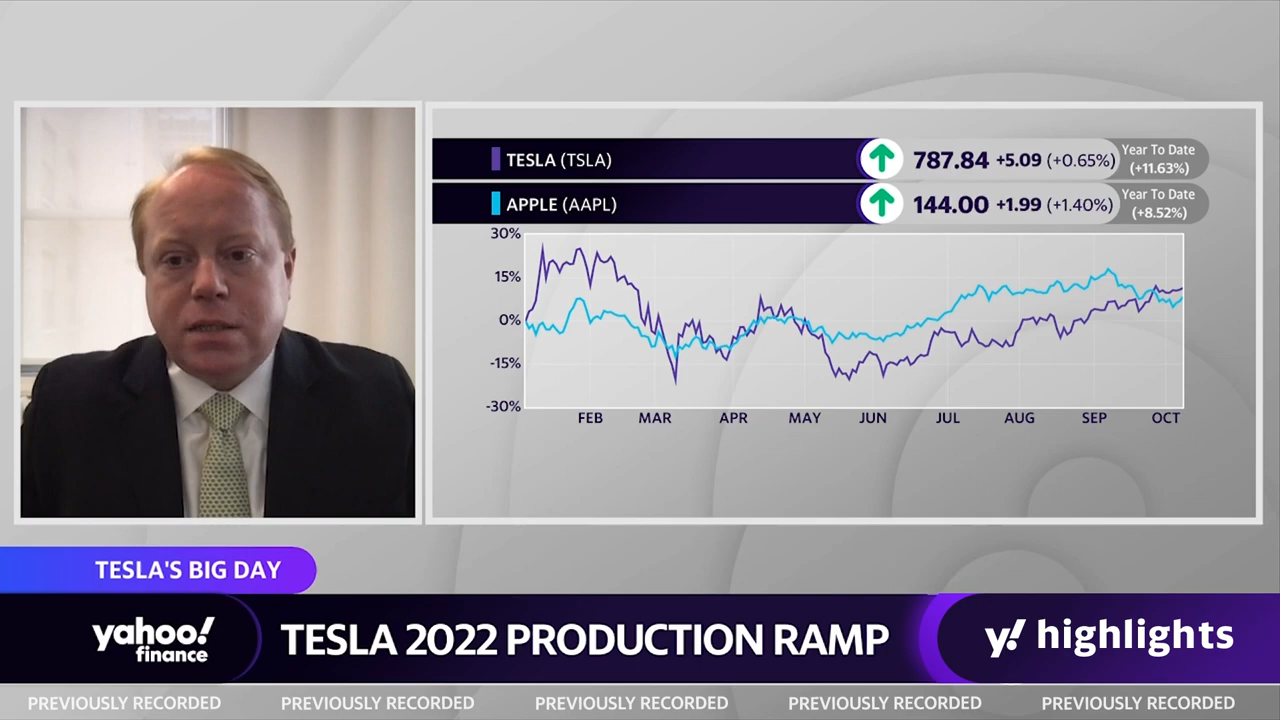 TESLA (TSLA) 787.84 +5.09 (+0.65%) Year To Date (+11.63%)
APPLE (AAPL) 144.00 +1.99 (+1.40%) Year To Date (+8.52%)
30%
15%
0%
-15%
-30%
FEB MAR APR MAY JUN JUL AUG SEP OCT
TESLA'S BIG DAY
yahoo!
finance
TESLA 2022 PRODUCTION RAMP
y! highlights
PREVIOUSLY RECORDED PREVIOUSLY RECORDED PREVIOUSLY RECORDED PREVIOUSLY RECORDED PREVIOUSLY RECORDED